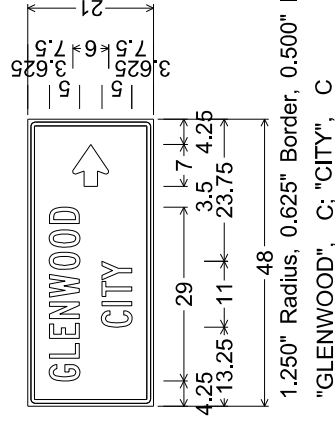 GLENWOOD
CITY
21
7.5 6 7.5
3.625 5 5 3.625
4.25 29 3.5 7 4.25
13.25 11 23.75
48
1.250" Radius, 0.625" Border, 0.500"
"GLENWOOD", C; "CITY", C